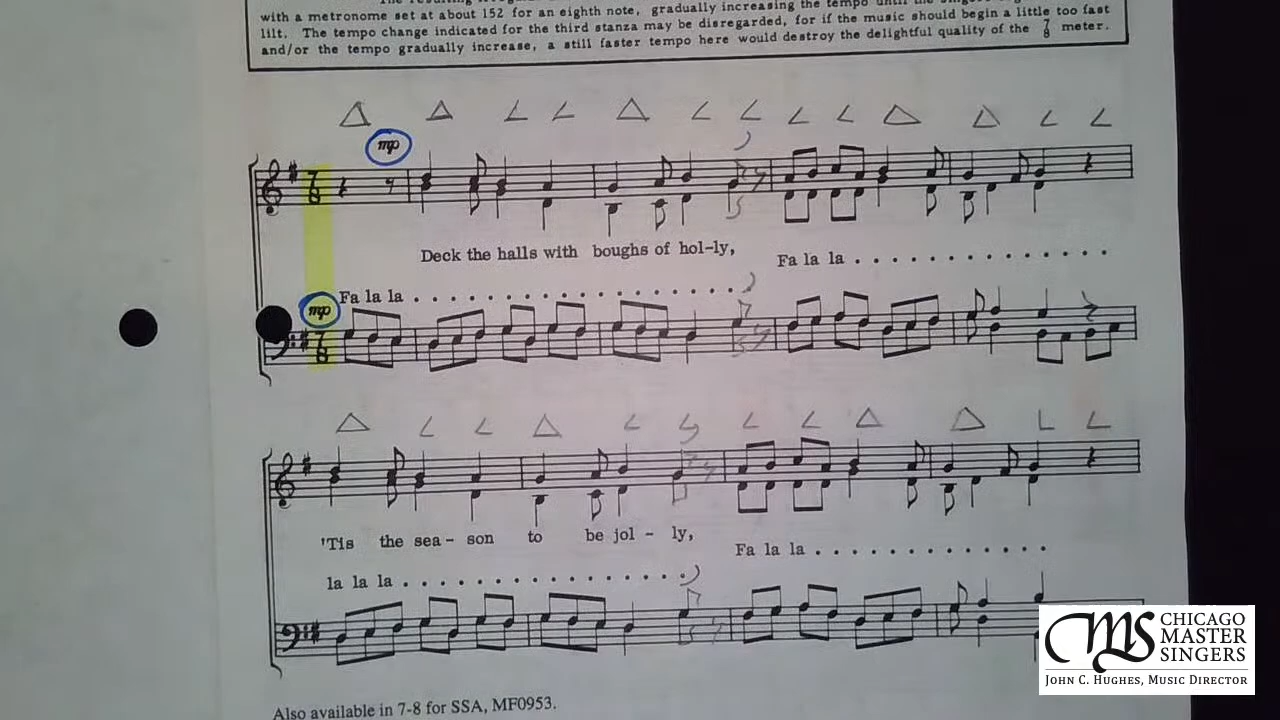 with a metronome set at about 152 for an eighth note, gradually increasing the tempo
lilt. The tempo change indicated for the third stanza may be disregarded, for if the music should begin a little too fast
and/or the tempo gradually increase, a still faster tempo here would destroy the delightful quality of the 7/8 meter.
mp
7
8
Deck the halls with boughs of hol-ly, Fa la la . . . . . . . . . . . . . .
Fa la la . . . . . . . . . . . . . . . . . . . .
mp
7
8
'Tis the sea - son to be jol - ly, Fa la la . . . . . . . . . . . . .
la la la . . . . . . . . . . . . . . . . . .
Also available in 7-8 for SSA, MF0953.
CMS CHICAGO
MASTER
SINGERS
JOHN C. HUGHES, MUSIC DIRECTOR